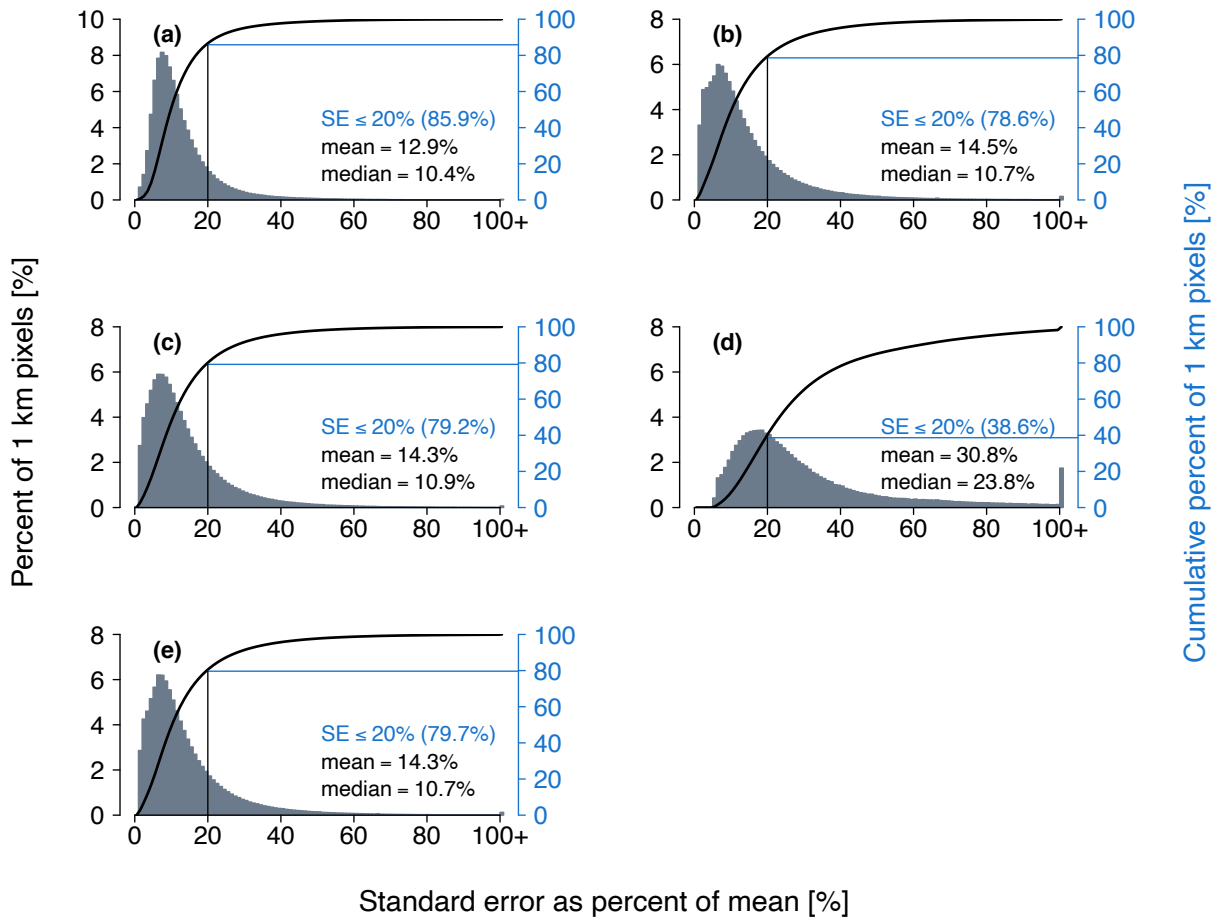 Percent of 1 km pixels [%]
(a)
10
8
6
4
2
0
100
80
60
40
20
0
SE ≤ 20% (85.9%)
mean = 12.9%
median = 10.4%
0 20 40 60 80 100+
(b)
8
6
4
2
0
100
80
60
40
20
0
SE ≤ 20% (78.6%)
mean = 14.5%
median = 10.7%
0 20 40 60 80 100+
(c)
8
6
4
2
0
100
80
60
40
20
0
SE ≤ 20% (79.2%)
mean = 14.3%
median = 10.9%
0 20 40 60 80 100+
(d)
8
6
4
2
0
100
80
60
40
20
0
SE ≤ 20% (38.6%)
mean = 30.8%
median = 23.8%
0 20 40 60 80 100+
(e)
8
6
4
2
0
100
80
60
40
20
0
SE ≤ 20% (79.7%)
mean = 14.3%
median = 10.7%
0 20 40 60 80 100+
Cumulative percent of 1 km pixels [%]
Standard error as percent of mean [%]